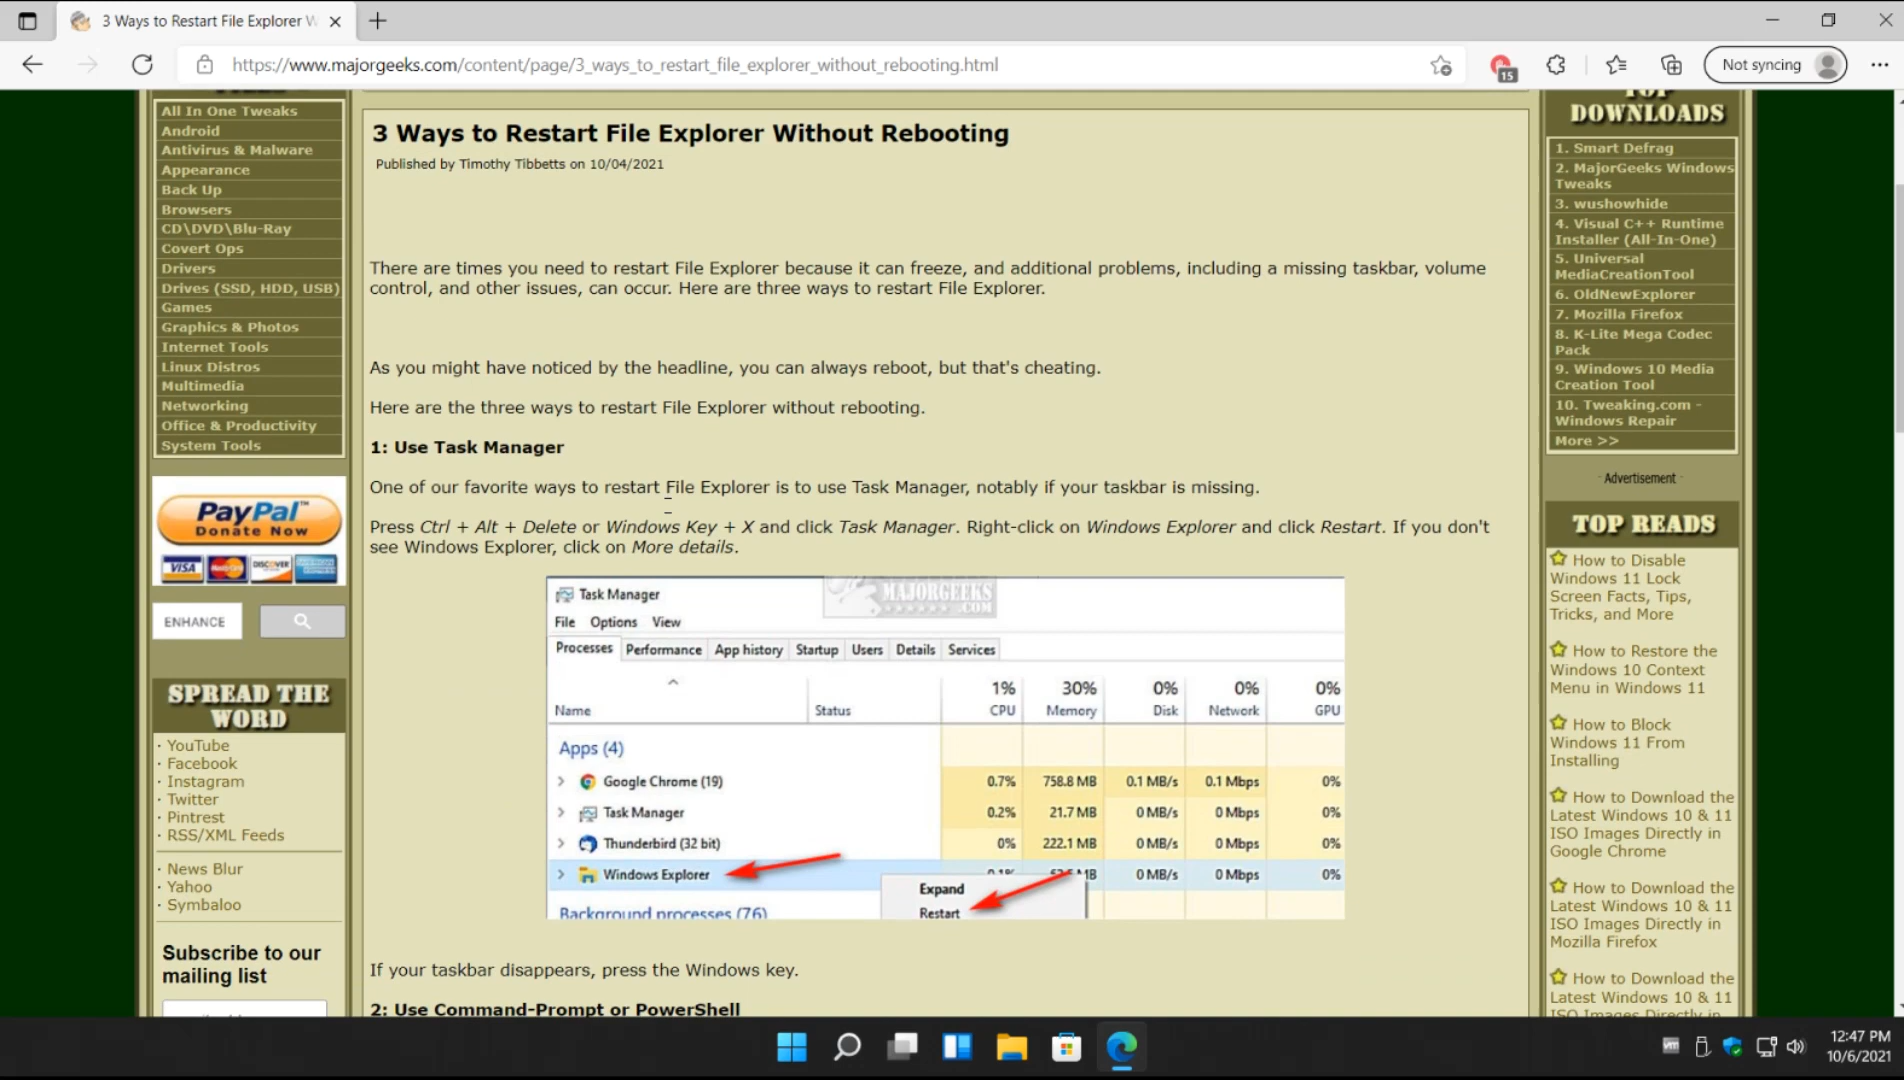 3 Ways to Restart File Explorer W
https://www.majorgeeks.com/content/page/3_ways_to_restart_file_explorer_without_rebooting.html
15
Not syncing
All In One Tweaks
Android
Antivirus & Malware
Appearance
Back Up
Browsers
CD\DVD\Blu-Ray
Covert Ops
Drivers
Drives (SSD, HDD, USB)
Games
Graphics & Photos
Internet Tools
Linux Distros
Multimedia
Networking
Office & Productivity
System Tools
PayPal™
Donate Now
VISA
MasterCard
DISCOVER
ENHANCE
SPREAD THE
WORD
· YouTube
· Facebook
· Instagram
· Twitter
· Pintrest
· RSS/XML Feeds
· News Blur
· Yahoo
· Symbaloo
Subscribe to our
mailing list
3 Ways to Restart File Explorer Without Rebooting
Published by Timothy Tibbetts on 10/04/2021
There are times you need to restart File Explorer because it can freeze, and additional problems, including a missing taskbar, volume
control, and other issues, can occur. Here are three ways to restart File Explorer.
As you might have noticed by the headline, you can always reboot, but that's cheating.
Here are the three ways to restart File Explorer without rebooting.
1: Use Task Manager
One of our favorite ways to restart File Explorer is to use Task Manager, notably if your taskbar is missing.
Press Ctrl + Alt + Delete or Windows Key + X and click Task Manager. Right-click on Windows Explorer and click Restart. If you don't
see Windows Explorer, click on More details.
Task Manager
MAJORGEEKS
.COM
File Options View
Processes Performance App history Startup Users Details Services
1% 30% 0% 0% 0%
Name Status CPU Memory Disk Network GPU
Apps (4)
Google Chrome (19) 0.7% 758.8 MB 0.1 MB/s 0.1 Mbps 0%
Task Manager 0.2% 21.7 MB 0 MB/s 0 Mbps 0%
Thunderbird (32 bit) 0% 222.1 MB 0 MB/s 0 Mbps 0%
Windows Explorer MB 0 MB/s 0 Mbps 0%
Expand
Background processes (76) Restart
If your taskbar disappears, press the Windows key.
2: Use Command-Prompt or PowerShell
TOP
DOWNLOADS
1. Smart Defrag
2. MajorGeeks Windows
Tweaks
3. wushowhide
4. Visual C++ Runtime
Installer (All-In-One)
5. Universal
MediaCreationTool
6. OldNewExplorer
7. Mozilla Firefox
8. K-Lite Mega Codec
Pack
9. Windows 10 Media
Creation Tool
10. Tweaking.com -
Windows Repair
More >>
- Advertisement -
TOP READS
How to Disable
Windows 11 Lock
Screen Facts, Tips,
Tricks, and More
How to Restore the
Windows 10 Context
Menu in Windows 11
How to Block
Windows 11 From
Installing
How to Download the
Latest Windows 10 & 11
ISO Images Directly in
Google Chrome
How to Download the
Latest Windows 10 & 11
ISO Images Directly in
Mozilla Firefox
How to Download the
Latest Windows 10 & 11
ISO Images Directly in
vm
12:47 PM
10/6/2021